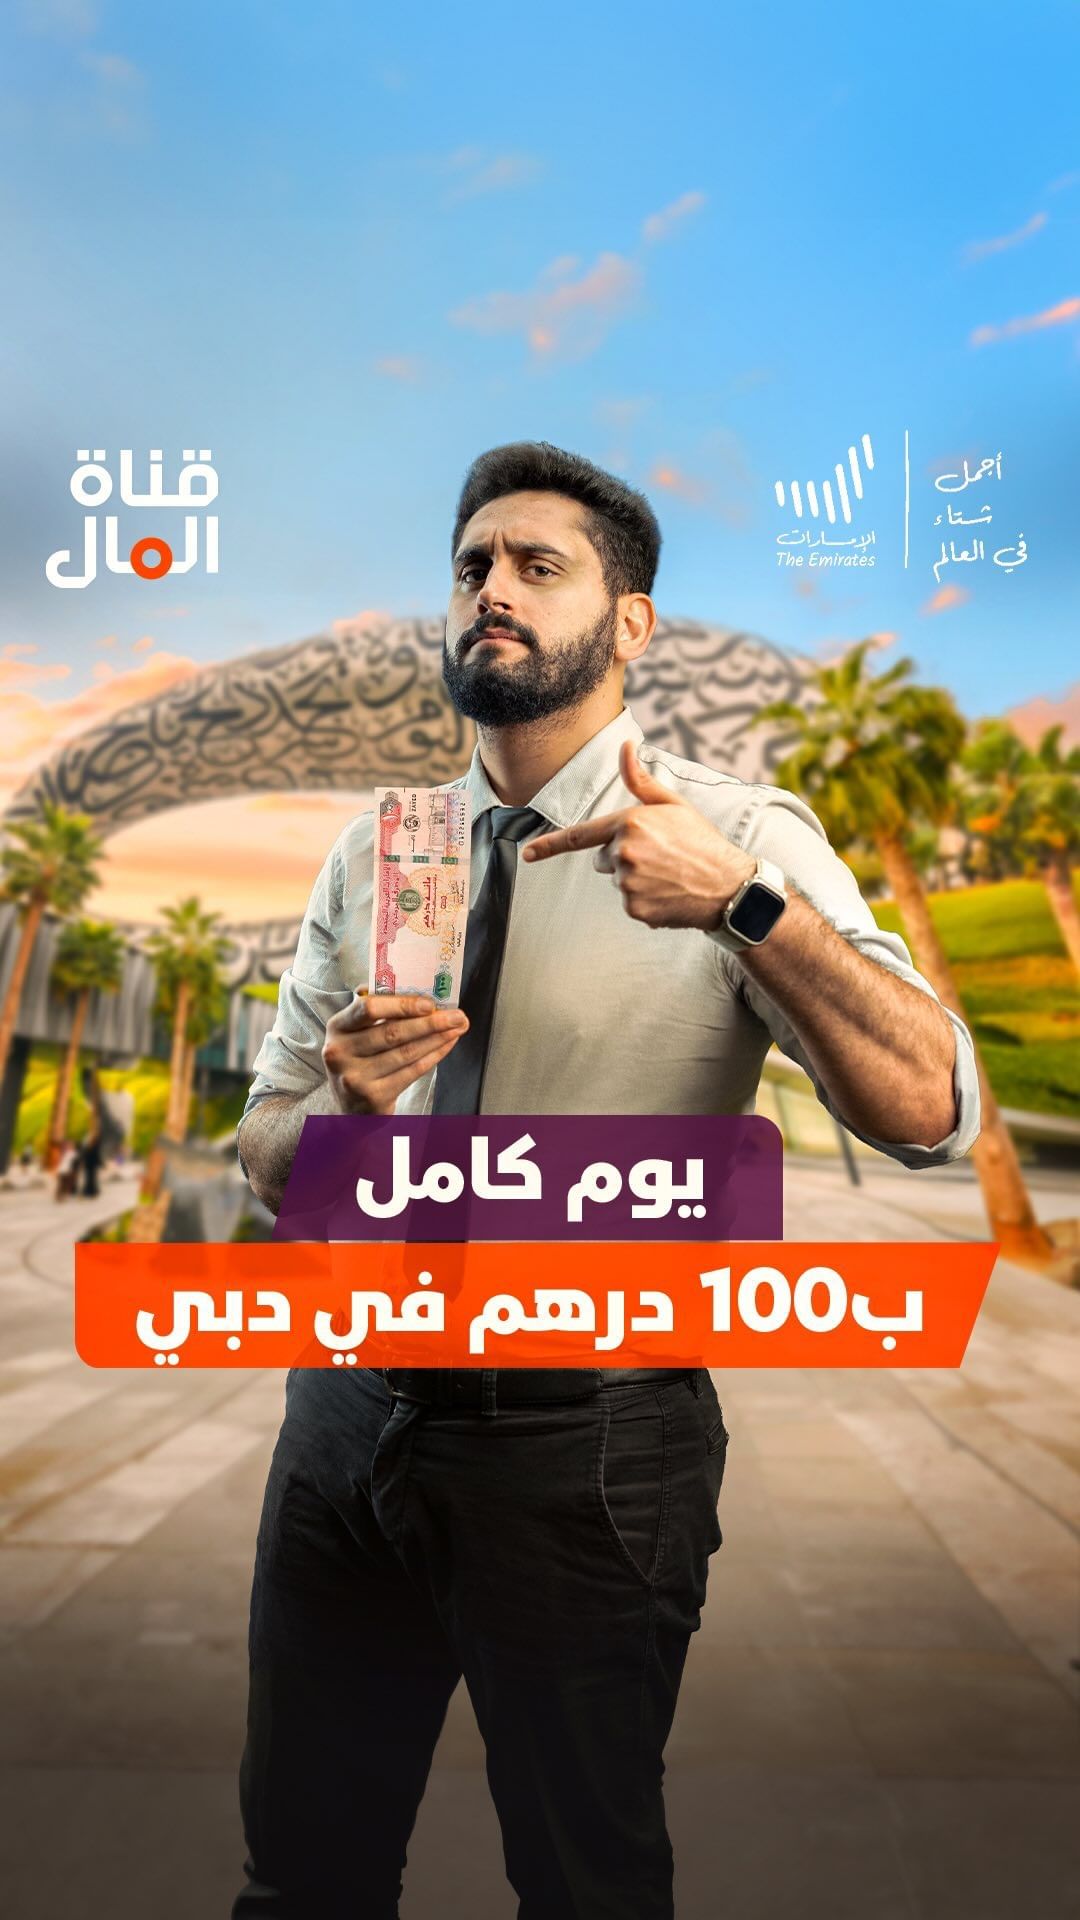 قناة
المال
الإمارات
The Emirates
أجمل
شتاء
في العالم
يوم كامل
ب100 درهم في دبي